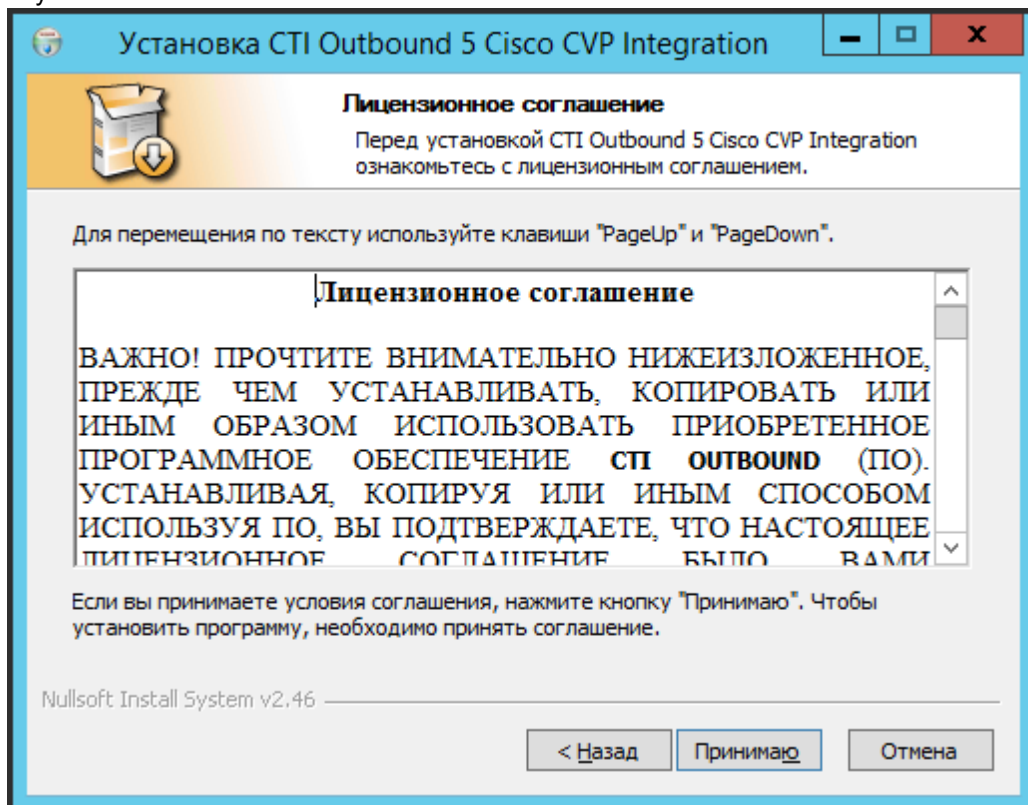 Установка CTI Outbound 5 Cisco CVP Integration
Лицензионное соглашение
Перед установкой CTI Outbound 5 Cisco CVP Integration
ознакомьтесь с лицензионным соглашением.
Для перемещения по тексту используйте клавиши "PageUp" и "PageDown".
Лицензионное соглашение
ВАЖНО! ПРОЧТИТЕ ВНИМАТЕЛЬНО НИЖЕИЗЛОЖЕННОЕ,
ПРЕЖДЕ ЧЕМ УСТАНАВЛИВАТЬ, КОПИРОВАТЬ ИЛИ
ИНЫМ ОБРАЗОМ ИСПОЛЬЗОВАТЬ ПРИОБРЕТЕННОЕ
ПРОГРАММНОЕ ОБЕСПЕЧЕНИЕ CTI OUTBOUND (ПО).
УСТАНАВЛИВАЯ, КОПИРУЯ ИЛИ ИНЫМ СПОСОБОМ
ИСПОЛЬЗУЯ ПО, ВЫ ПОДТВЕРЖДАЕТЕ, ЧТО НАСТОЯЩЕЕ
ЛИЦЕНЗИОННОЕ СОГЛАШЕНИЕ БЫЛО ВАМИ
Если вы принимаете условия соглашения, нажмите кнопку "Принимаю". Чтобы
установить программу, необходимо принять соглашение.
Nullsoft Install System v2.46
< Назад Принимаю Отмена